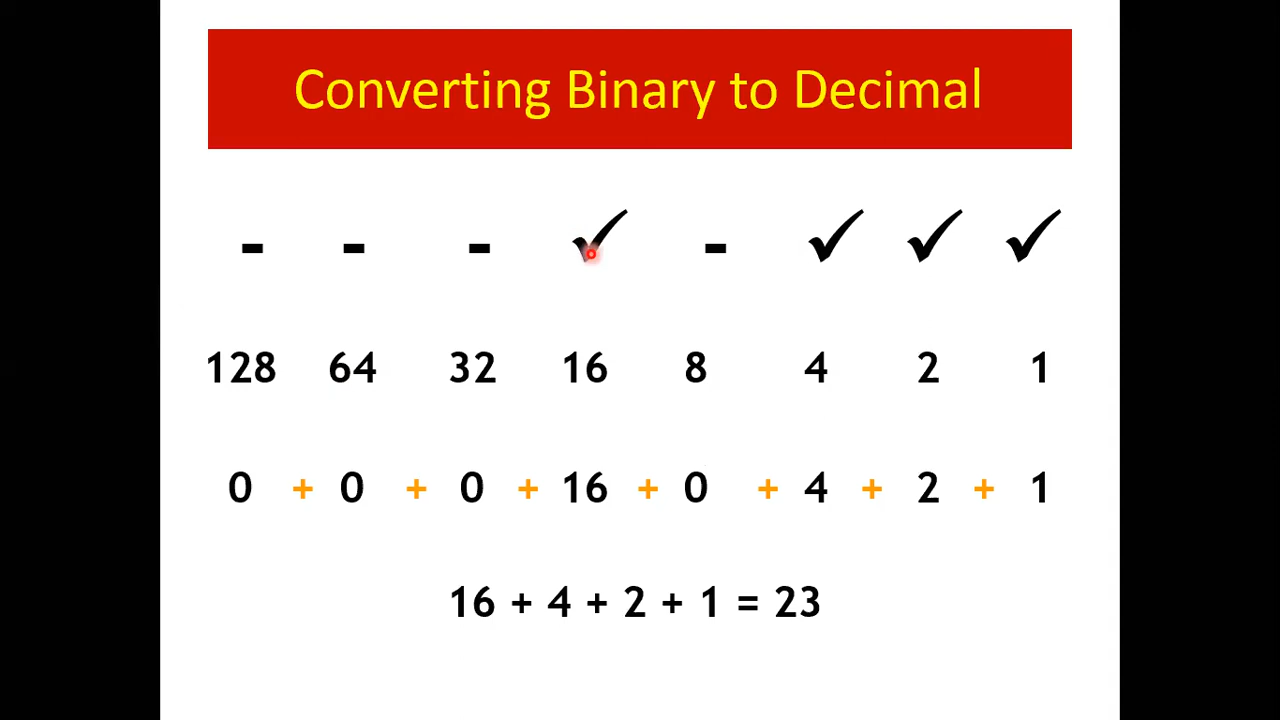 Converting Binary to Decimal
- - - ✓ - ✓ ✓ ✓
128 64 32 16 8 4 2 1
0 + 0 + 0 + 16 + 0 + 4 + 2 + 1
16 + 4 + 2 + 1 = 23